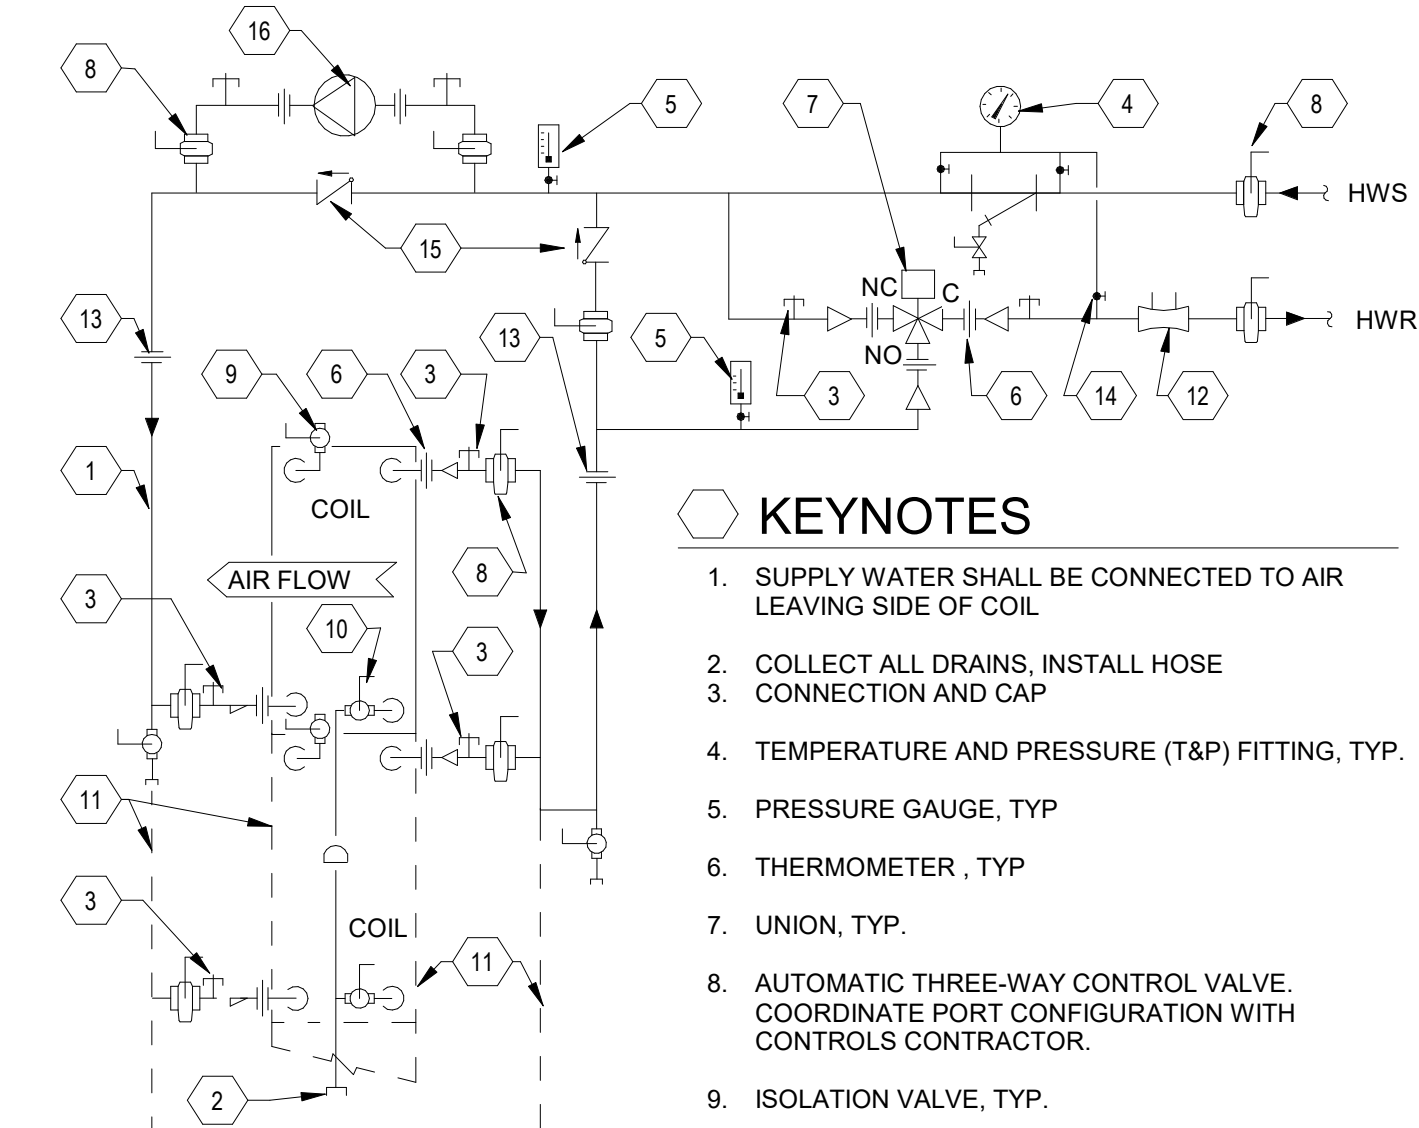 16
8
5
7
4
8
HWS
15
NC
C
13
13
5
NO
HWR
9
6
3
3
6
14
12
1
COIL
KEYNOTES
AIR FLOW
8
3
10
3
11
3
COIL
11
2
1. SUPPLY WATER SHALL BE CONNECTED TO AIR
LEAVING SIDE OF COIL
2. COLLECT ALL DRAINS, INSTALL HOSE
3. CONNECTION AND CAP
4. TEMPERATURE AND PRESSURE (T&P) FITTING, TYP.
5. PRESSURE GAUGE, TYP
6. THERMOMETER , TYP
7. UNION, TYP.
8. AUTOMATIC THREE-WAY CONTROL VALVE.
COORDINATE PORT CONFIGURATION WITH
CONTROLS CONTRACTOR.
9. ISOLATION VALVE, TYP.